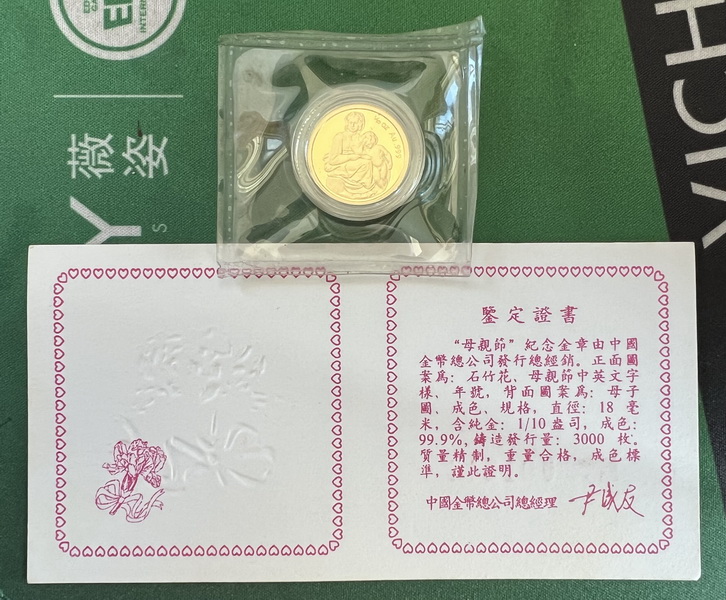 薇姿
VICH
1/10 oz Au .999
鑒定證書
“母親節”紀念金章由中國
金幣總公司發行總經銷。正面圖
案爲：石竹花、母親節中英文字
樣、年號，背面圖案爲：母子
圖、成色、規格，直徑：18 毫
米，含純金：1/10 盎司，成色：
99.9%，鑄造發行量：3000 枚。
質量精制，重量合格，成色標
準，謹此證明。
中國金幣總公司總經理